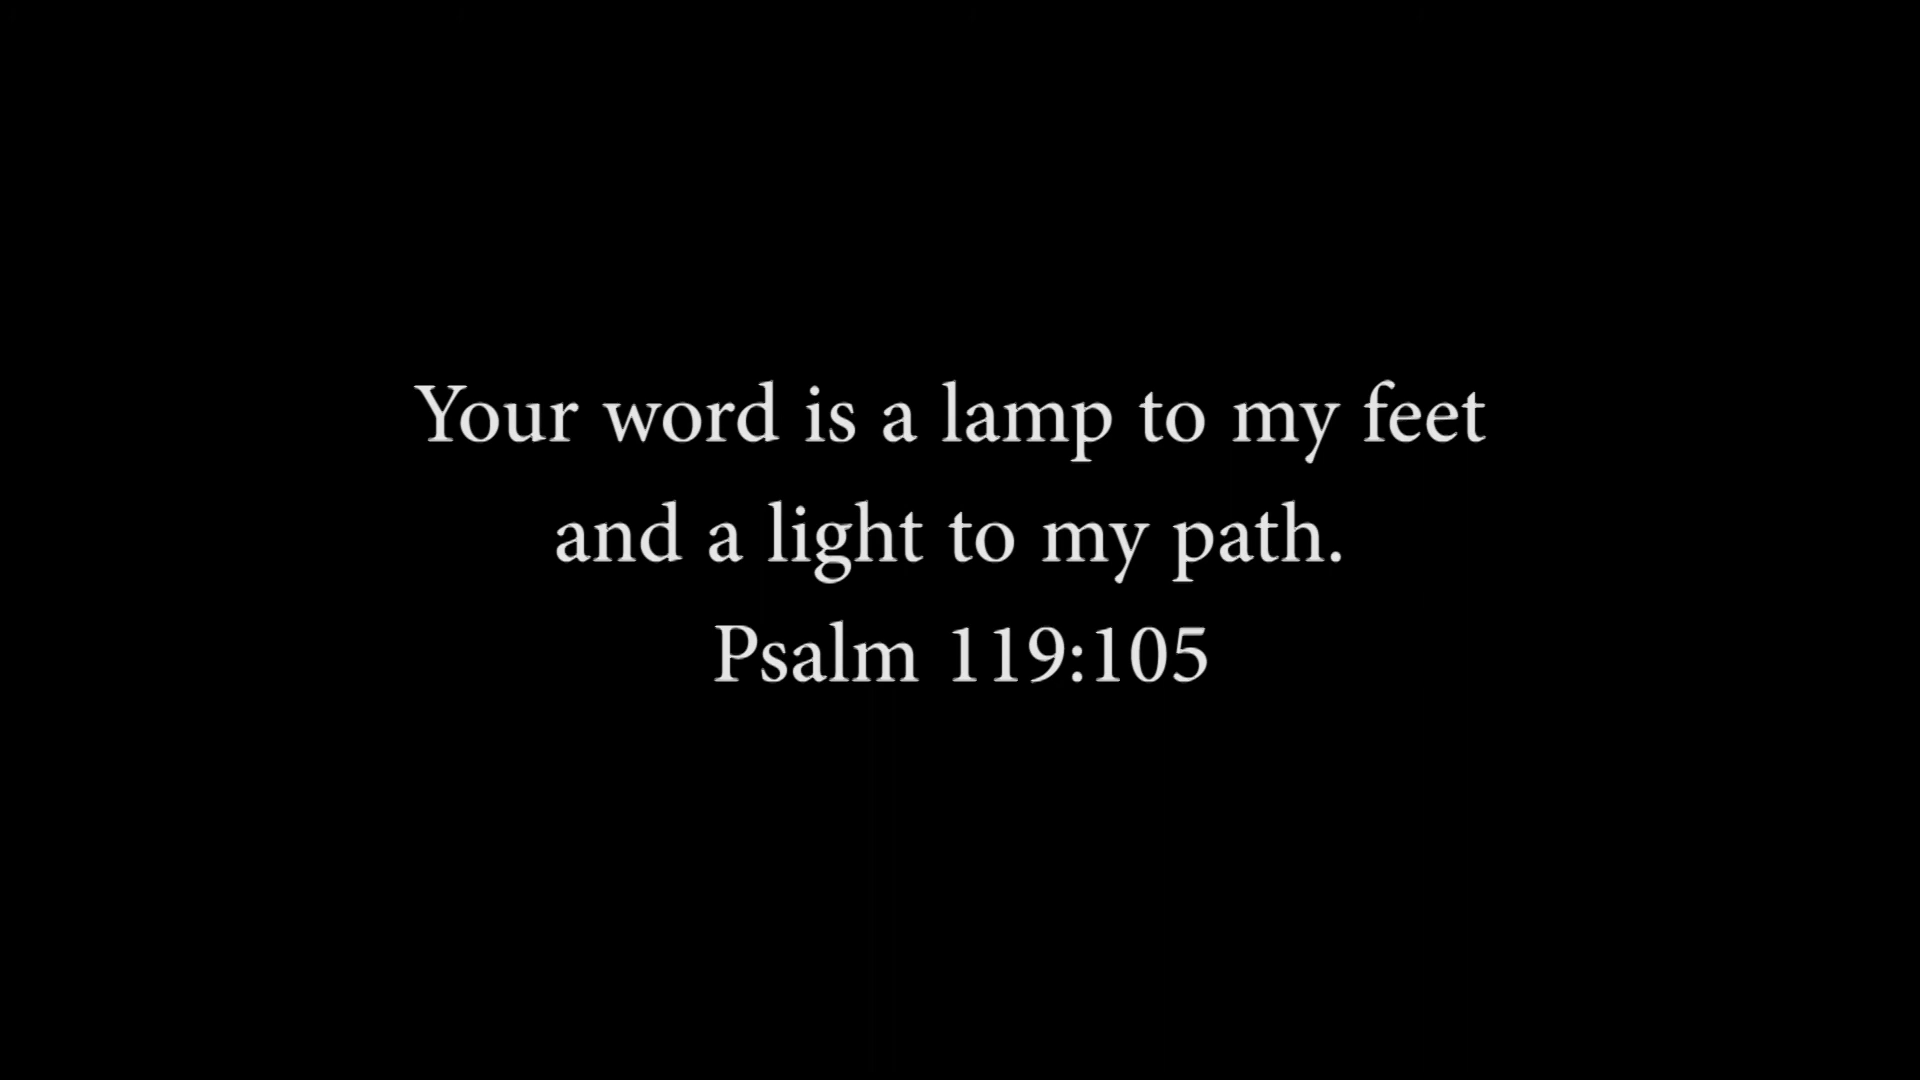 Your word is a lamp to my feet
and a light to my path.
Psalm 119:105